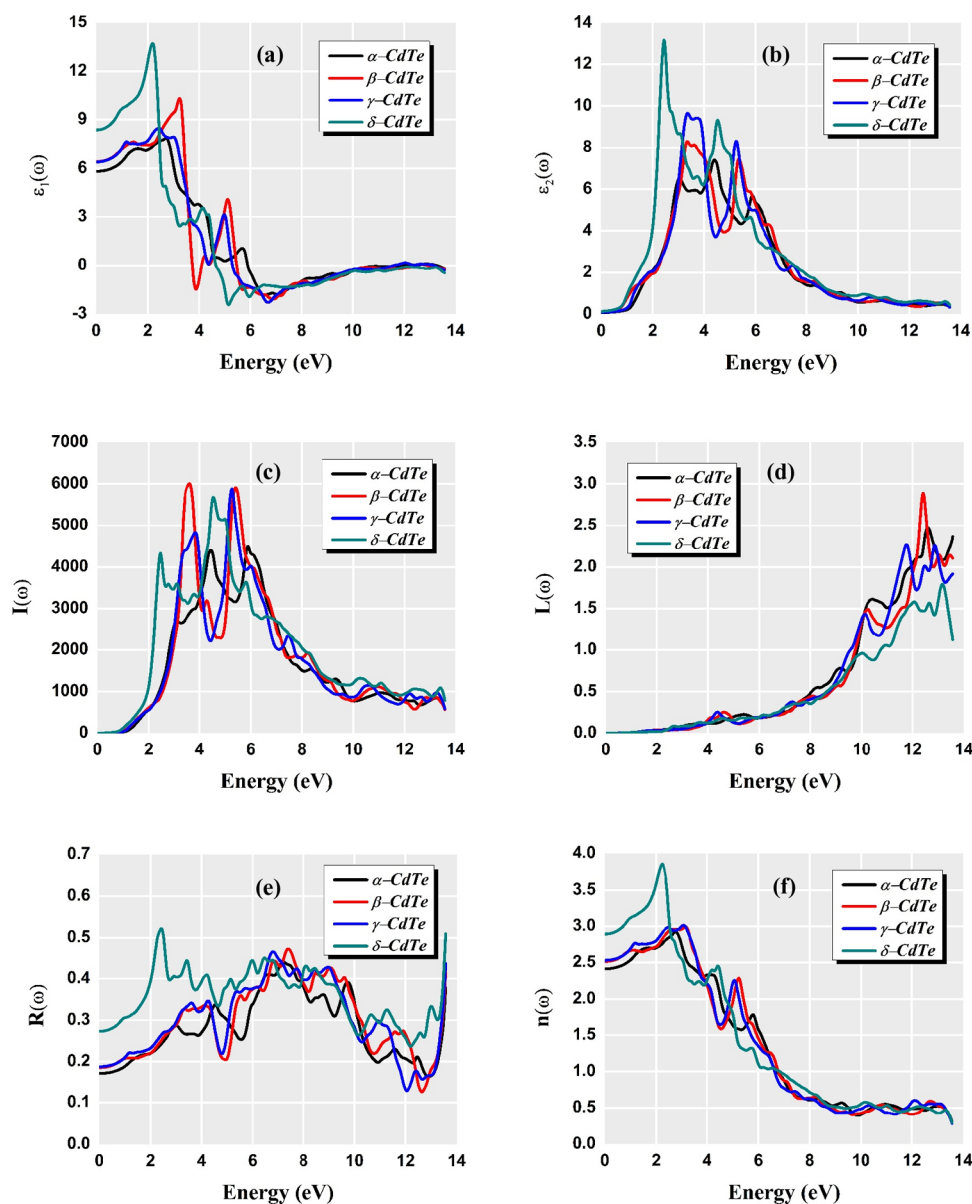 (a)
α–CdTe
β–CdTe
γ–CdTe
δ–CdTe
ε₁(ω)
15
12
9
6
3
0
-3
0 2 4 6 8 10 12 14
Energy (eV)
(b)
α–CdTe
β–CdTe
γ–CdTe
δ–CdTe
ε₂(ω)
14
12
10
8
6
4
2
0
0 2 4 6 8 10 12 14
Energy (eV)
(c)
α–CdTe
β–CdTe
γ–CdTe
δ–CdTe
I(ω)
7000
6000
5000
4000
3000
2000
1000
0
0 2 4 6 8 10 12 14
Energy (eV)
(d)
α–CdTe
β–CdTe
γ–CdTe
δ–CdTe
L(ω)
3.5
3.0
2.5
2.0
1.5
1.0
0.5
0.0
0 2 4 6 8 10 12 14
Energy (eV)
(e)
α–CdTe
β–CdTe
γ–CdTe
δ–CdTe
R(ω)
0.7
0.6
0.5
0.4
0.3
0.2
0.1
0.0
0 2 4 6 8 10 12 14
Energy (eV)
(f)
α–CdTe
β–CdTe
γ–CdTe
δ–CdTe
n(ω)
4.0
3.5
3.0
2.5
2.0
1.5
1.0
0.5
0.0
0 2 4 6 8 10 12 14
Energy (eV)